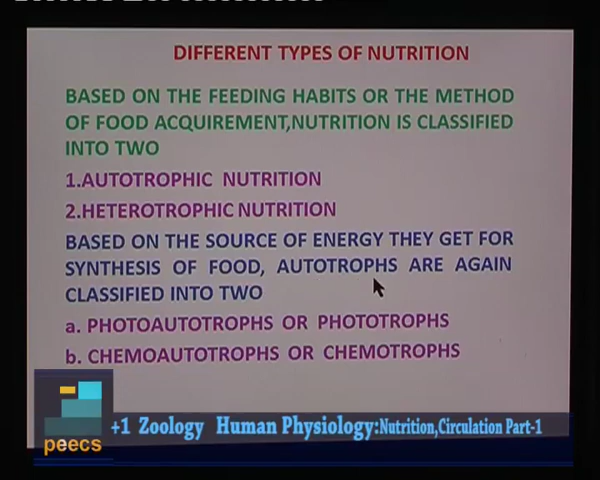 DIFFERENT TYPES OF NUTRITION
BASED ON THE FEEDING HABITS OR THE METHOD
OF FOOD ACQUIREMENT,NUTRITION IS CLASSIFIED
INTO TWO
1.AUTOTROPHIC NUTRITION
2.HETEROTROPHIC NUTRITION
BASED ON THE SOURCE OF ENERGY THEY GET FOR
SYNTHESIS OF FOOD, AUTOTROPHS ARE AGAIN
CLASSIFIED INTO TWO
a. PHOTOAUTOTROPHS OR PHOTOTROPHS
b. CHEMOAUTOTROPHS OR CHEMOTROPHS
peecs
+1 Zoology Human Physiology:Nutrition,Circulation Part-1